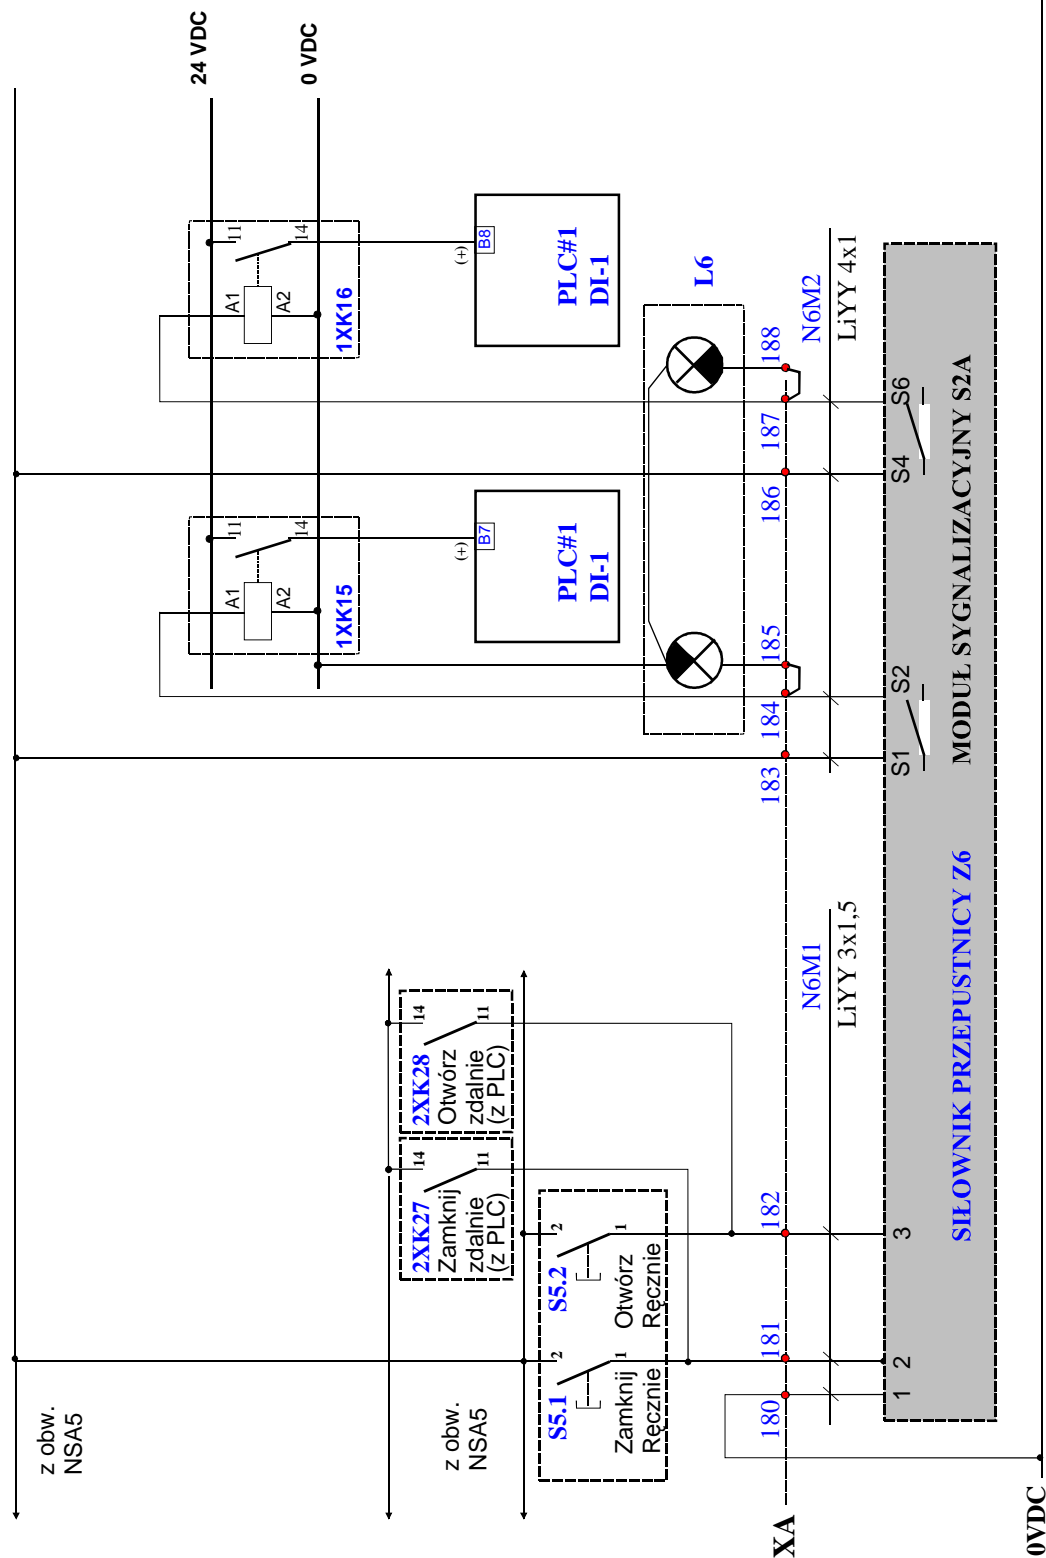 z obw.
NSA5
24 VDC
0 VDC
z obw.
NSA5
2XK27
Zamknij
zdalnie
(z PLC)
14
11
2XK28
Otwórz
zdalnie
(z PLC)
14
11
S5.1
2
1
Zamknij
Ręcznie
S5.2
2
1
Otwórz
Ręcznie
1XK15
A1
A2
11
14
1XK16
A1
A2
11
14
(+)
B7
PLC#1
DI-1
(+)
B8
PLC#1
DI-1
L6
XA
180
181
182
183
184
185
186
187
188
N6M1
LiYY 3x1,5
N6M2
LiYY 4x1
1
2
3
S1
S2
S4
S6
SIŁOWNIK PRZEPUSTNICY Z6
MODUŁ SYGNALIZACYJNY S2A
0VDC